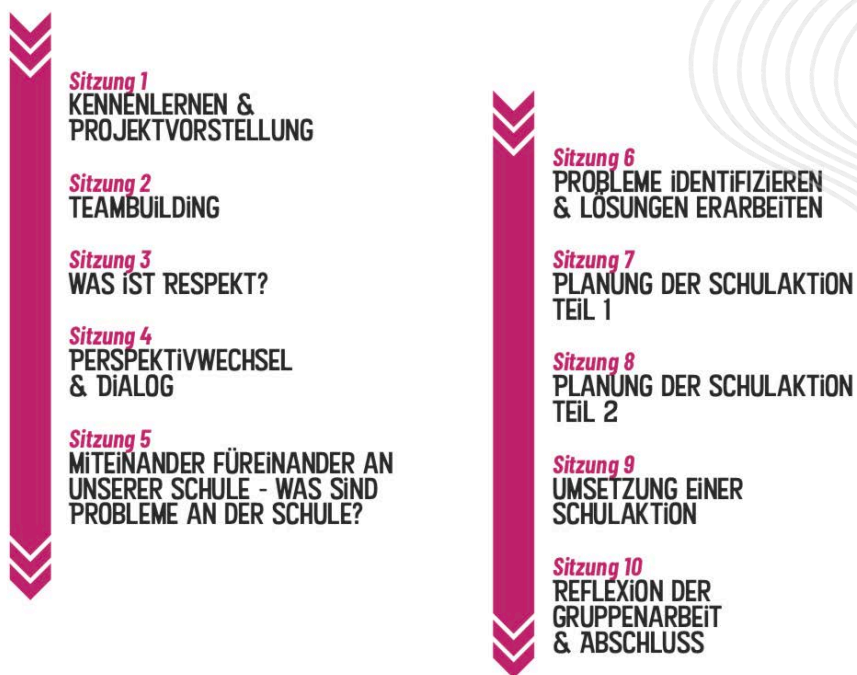 Sitzung 1
KENNENLERNEN &
PROJEKTVORSTELLUNG
Sitzung 2
TEAMBUiLDiNG
Sitzung 3
WAS iST RESPEKT?
Sitzung 4
PERSPEKTiVWECHSEL
& DiALOG
Sitzung 5
MiTEiNANDER FÜREiNANDER AN
UNSERER SCHULE - WAS SiND
PROBLEME AN DER SCHULE?
Sitzung 6
PROBLEME iDENTiFiZiEREN
& LÖSUNGEN ERARBEiTEN
Sitzung 7
PLANUNG DER SCHULAKTiON
TEiL 1
Sitzung 8
PLANUNG DER SCHULAKTiON
TEiL 2
Sitzung 9
UMSETZUNG EiNER
SCHULAKTiON
Sitzung 10
REFLEXiON DER
GRUPPENARBEiT
& ABSCHLUSS